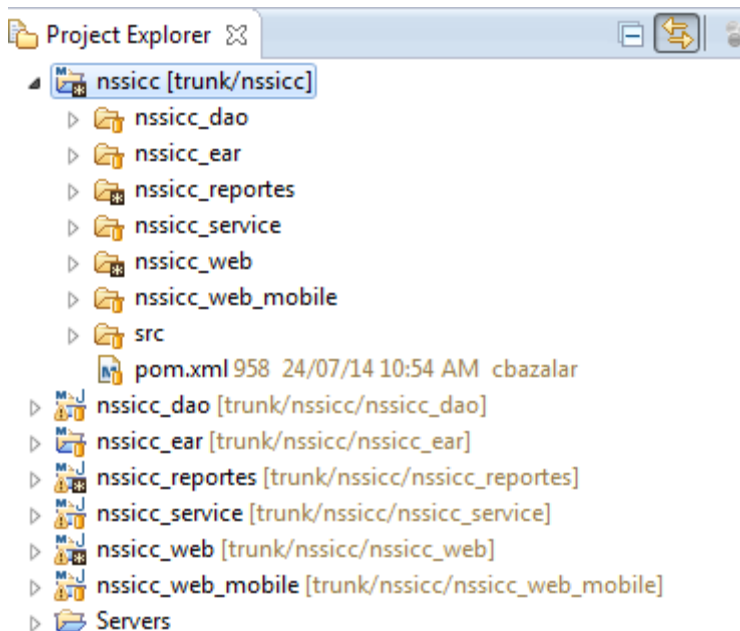 Project Explorer
nssicc [trunk/nssicc]
nssicc_dao
nssicc_ear
nssicc_reportes
nssicc_service
nssicc_web
nssicc_web_mobile
src
pom.xml 958 24/07/14 10:54 AM cbazalar
nssicc_dao [trunk/nssicc/nssicc_dao]
nssicc_ear [trunk/nssicc/nssicc_ear]
nssicc_reportes [trunk/nssicc/nssicc_reportes]
nssicc_service [trunk/nssicc/nssicc_service]
nssicc_web [trunk/nssicc/nssicc_web]
nssicc_web_mobile [trunk/nssicc/nssicc_web_mobile]
Servers